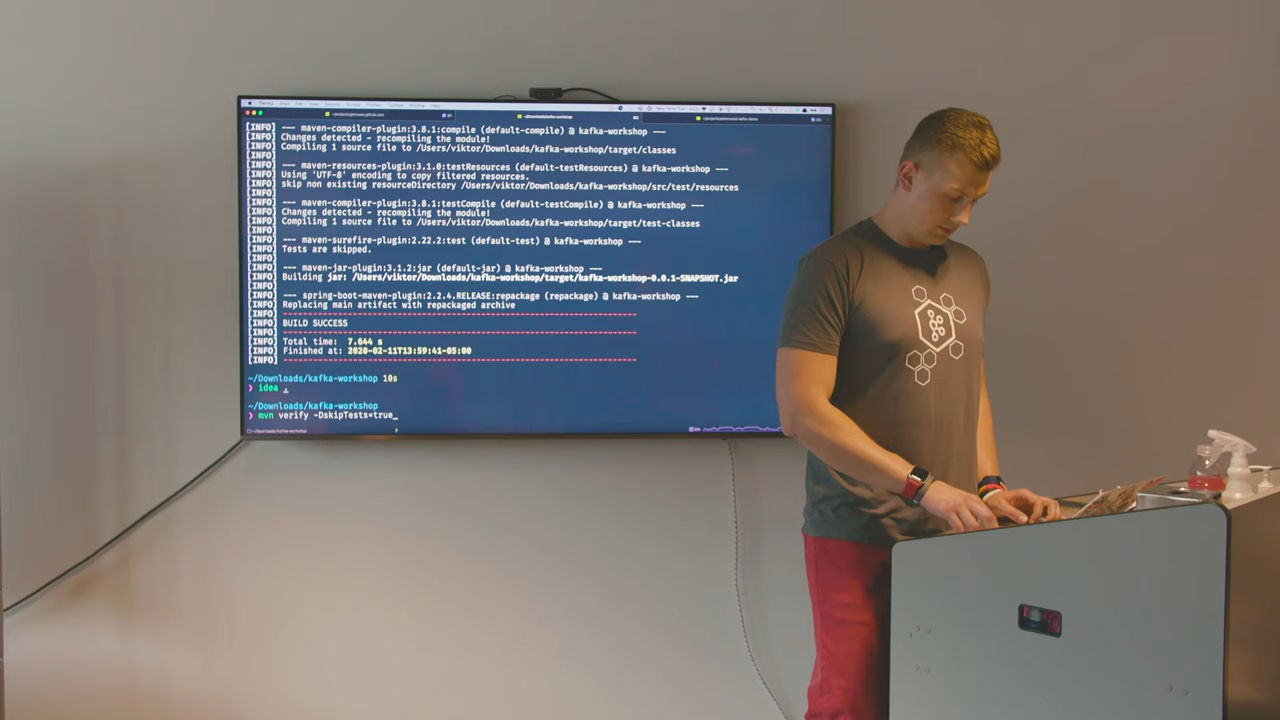 ~/Downloads/kafka-workshop
[INFO] --- maven-compiler-plugin:3.8.1:compile (default-compile) @ kafka-workshop ---
[INFO] Changes detected - recompiling the module!
[INFO] Compiling 1 source file to /Users/viktor/Downloads/kafka-workshop/target/classes
[INFO]
[INFO] --- maven-resources-plugin:3.1.0:testResources (default-testResources) @ kafka-workshop ---
[INFO] Using 'UTF-8' encoding to copy filtered resources.
[INFO] skip non existing resourceDirectory /Users/viktor/Downloads/kafka-workshop/src/test/resources
[INFO]
[INFO] --- maven-compiler-plugin:3.8.1:testCompile (default-testCompile) @ kafka-workshop ---
[INFO] Changes detected - recompiling the module!
[INFO] Compiling 1 source file to /Users/viktor/Downloads/kafka-workshop/target/test-classes
[INFO]
[INFO] --- maven-surefire-plugin:2.22.2:test (default-test) @ kafka-workshop ---
[INFO] Tests are skipped.
[INFO]
[INFO] --- maven-jar-plugin:3.1.2:jar (default-jar) @ kafka-workshop ---
[INFO] Building jar: /Users/viktor/Downloads/kafka-workshop/target/kafka-workshop-0.0.1-SNAPSHOT.jar
[INFO]
[INFO] --- spring-boot-maven-plugin:2.2.4.RELEASE:repackage (repackage) @ kafka-workshop ---
[INFO] Replacing main artifact with repackaged archive
[INFO] ------------------------------------------------------------------------
[INFO] BUILD SUCCESS
[INFO] ------------------------------------------------------------------------
[INFO] Total time: 7.644 s
[INFO] Finished at: 2020-02-11T13:59:41-05:00
[INFO] ------------------------------------------------------------------------
~/Downloads/kafka-workshop 10s
❯ idea .
~/Downloads/kafka-workshop
❯ mvn verify -DskipTests=true_
~/Downloads/kafka-workshop